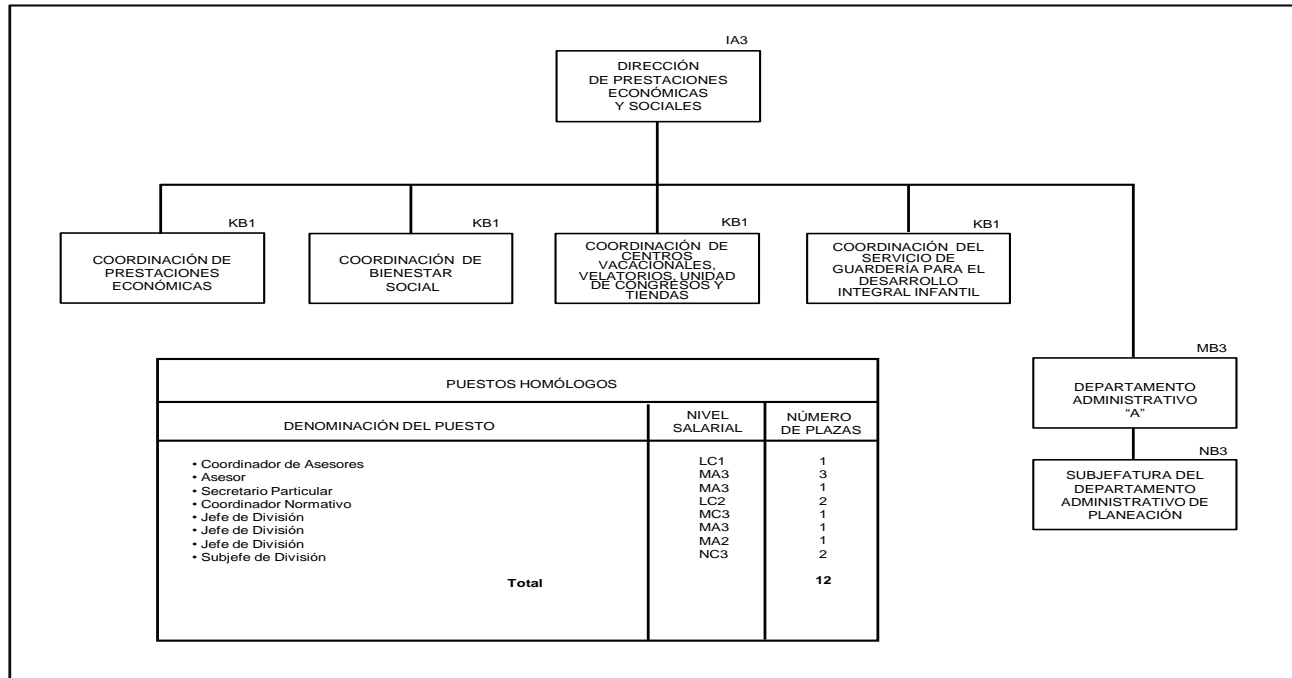 IA3
DIRECCIÓN
DE PRESTACIONES
ECONÓMICAS
Y SOCIALES
KB1
COORDINACIÓN DE
PRESTACIONES
ECONÓMICAS
KB1
COORDINACIÓN DE
BIENESTAR
SOCIAL
KB1
COORDINACIÓN DE
CENTROS
VACACIONALES,
VELATORIOS, UNIDAD
DE CONGRESOS Y
TIENDAS
KB1
COORDINACIÓN DEL
SERVICIO DE
GUARDERÍA PARA EL
DESARROLLO
INTEGRAL INFANTIL
MB3
DEPARTAMENTO
ADMINISTRATIVO
“A”
NB3
SUBJEFATURA DEL
DEPARTAMENTO
ADMINISTRATIVO DE
PLANEACIÓN
PUESTOS HOMÓLOGOS
DENOMINACIÓN DEL PUESTO
NIVEL
SALARIAL
NÚMERO
DE PLAZAS
• Coordinador de Asesores LC1 1
• Asesor MA3 3
• Secretario Particular MA3 1
• Coordinador Normativo LC2 2
• Jefe de División MC3 1
• Jefe de División MA3 1
• Jefe de División MA2 1
• Subjefe de División NC3 2
Total 12